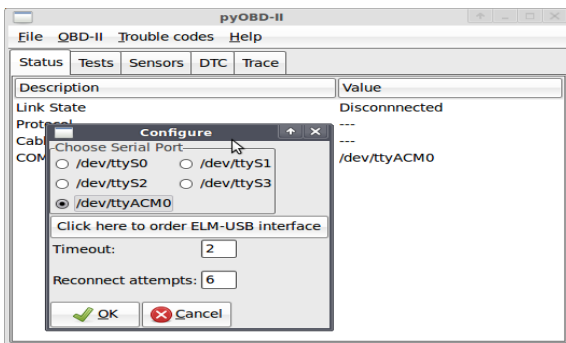 pyOBD-II
File OBD-II Trouble codes Help
Status Tests Sensors DTC Trace
Description Value
Link State Disconnnected
---
---
COM /dev/ttyACM0
Configure
Choose Serial Port
/dev/ttyS0 /dev/ttyS1
/dev/ttyS2 /dev/ttyS3
/dev/ttyACM0
Click here to order ELM-USB interface
Timeout: 2
Reconnect attempts: 6
OK Cancel